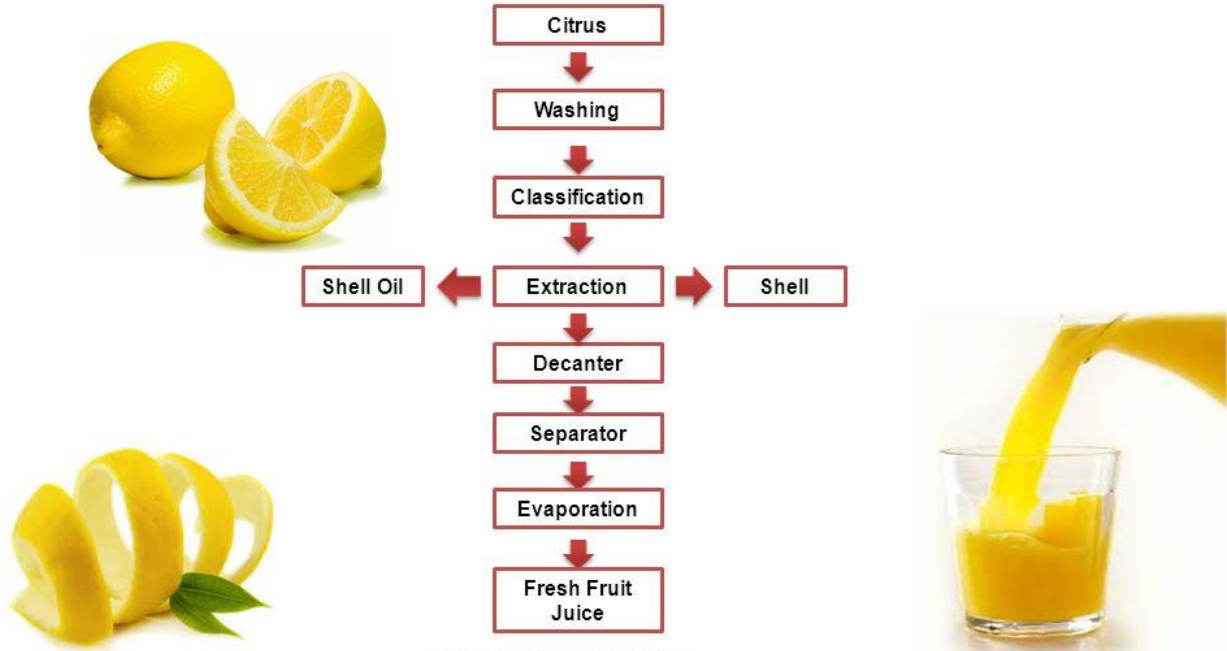 Citrus
Washing
Classification
Shell Oil
Extraction
Shell
Decanter
Separator
Evaporation
Fresh Fruit
Juice